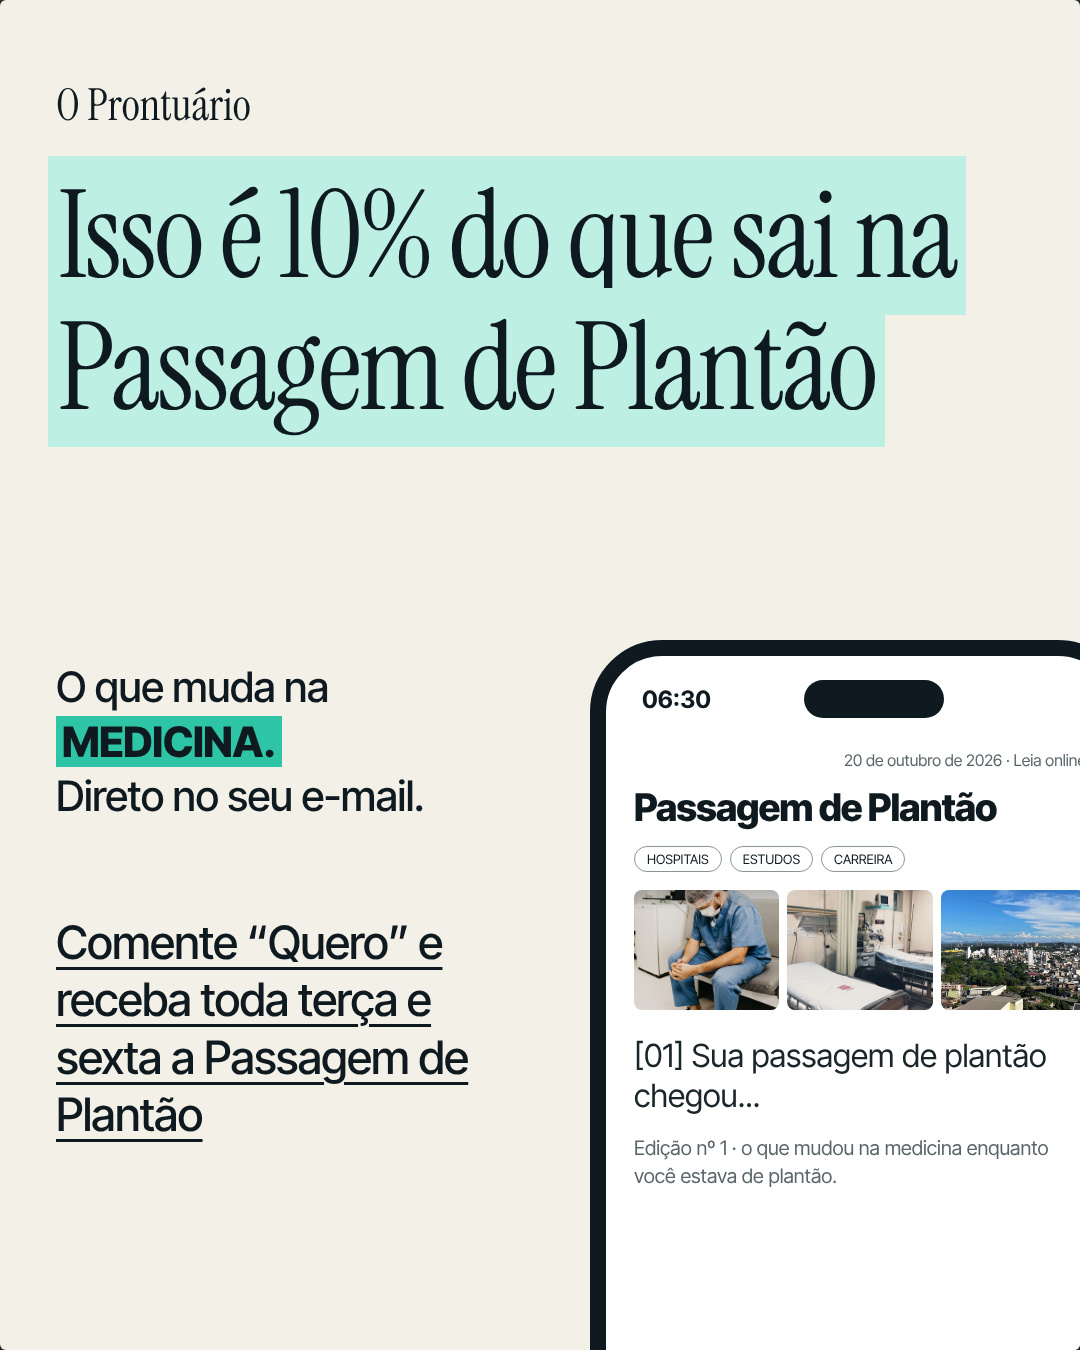 O Prontuário
Isso é 10% do que sai na
Passagem de Plantão
O que muda na
MEDICINA.
Direto no seu e-mail.
Comente “Quero” e
receba toda terça e
sexta a Passagem de
Plantão
06:30
20 de outubro de 2026 · Leia online
Passagem de Plantão
HOSPITAIS ESTUDOS CARREIRA
[01] Sua passagem de plantão
chegou...
Edição nº 1 · o que mudou na medicina enquanto
você estava de plantão.